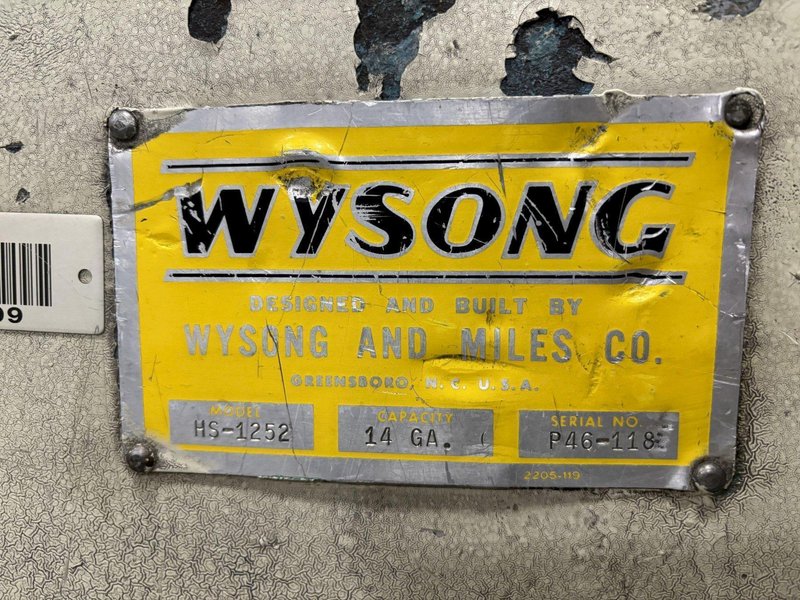 WYSONG
DESIGNED AND BUILT BY
WYSONG AND MILES CO.
GREENSBORO, N. C. U.S.A.
MODEL
HS-1252
CAPACITY
14 GA.
SERIAL NO.
2205-119